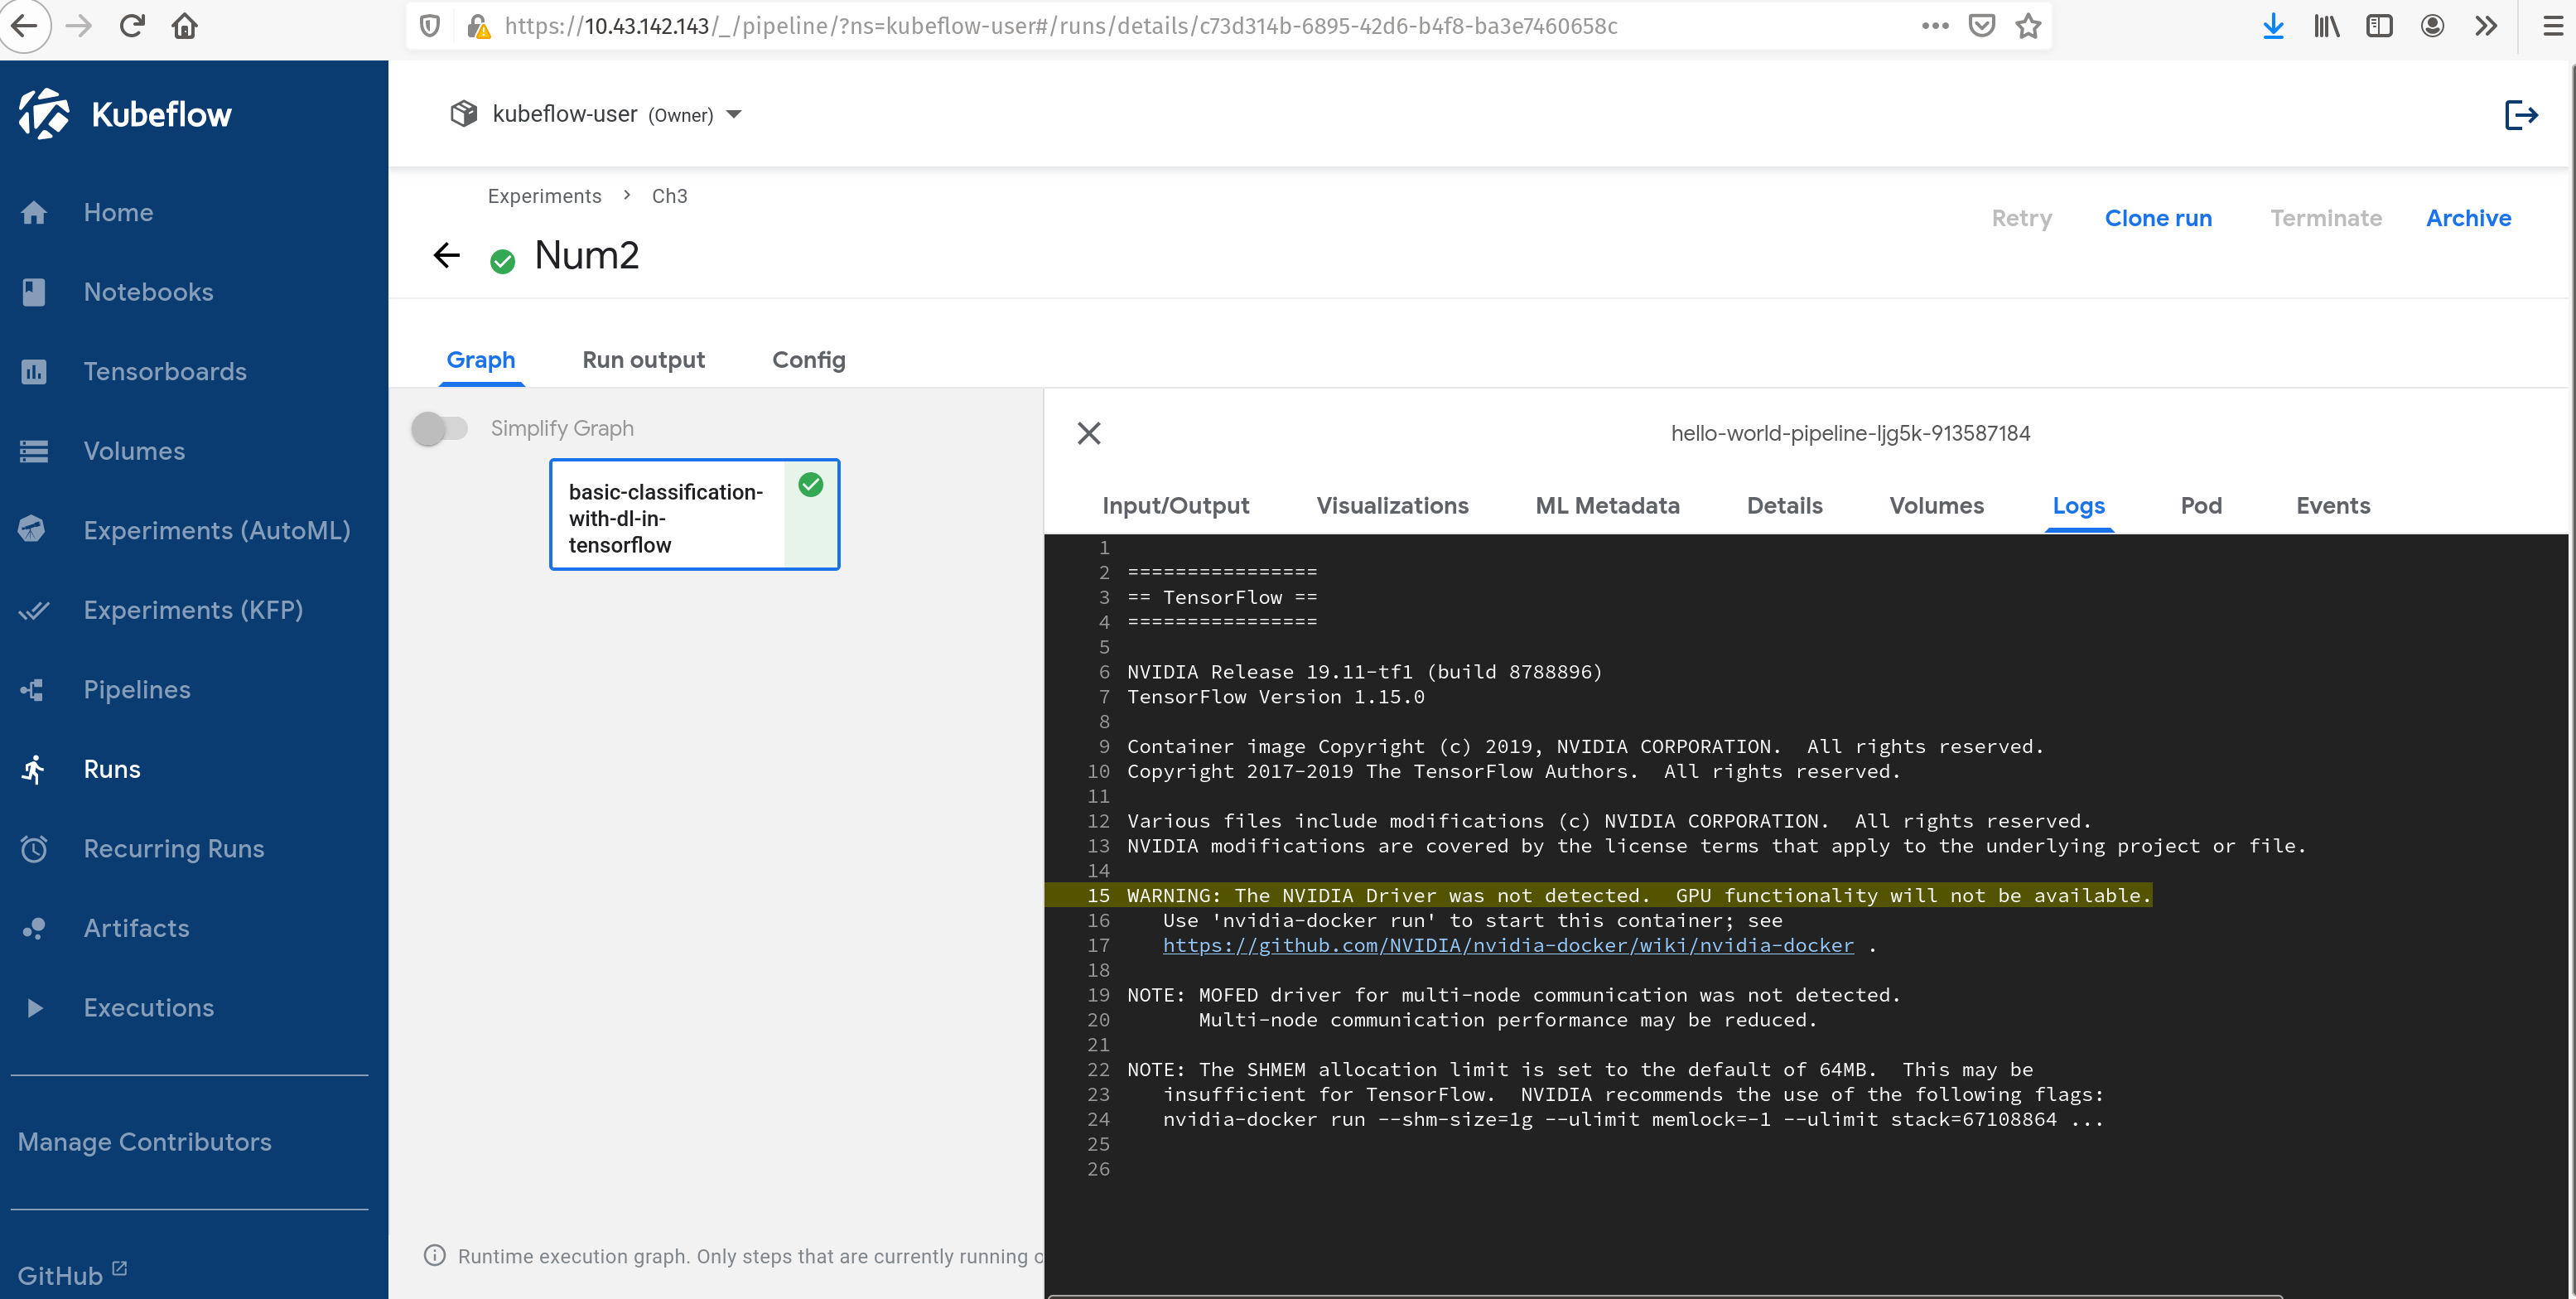 https://10.43.142.143/_/pipeline/?ns=kubeflow-user#/runs/details/c73d314b-6895-42d6-b4f8-ba3e7460658c
Kubeflow
Home
Notebooks
Tensorboards
Volumes
Experiments (AutoML)
Experiments (KFP)
Pipelines
Runs
Recurring Runs
Artifacts
Executions
Manage Contributors
GitHub
kubeflow-user (Owner)
Experiments > Ch3
Num2
Retry Clone run Terminate Archive
Graph Run output Config
Simplify Graph
basic-classification-
with-dl-in-
tensorflow
Runtime execution graph. Only steps that are currently running
hello-world-pipeline-ljg5k-913587184
Input/Output Visualizations ML Metadata Details Volumes Logs Pod Events
1
2 ================
3 == TensorFlow ==
4 ================
5
6 NVIDIA Release 19.11-tf1 (build 8788896)
7 TensorFlow Version 1.15.0
8
9 Container image Copyright (c) 2019, NVIDIA CORPORATION.  All rights reserved.
10 Copyright 2017-2019 The TensorFlow Authors.  All rights reserved.
11
12 Various files include modifications (c) NVIDIA CORPORATION.  All rights reserved.
13 NVIDIA modifications are covered by the license terms that apply to the underlying project or file.
14
15 WARNING: The NVIDIA Driver was not detected.  GPU functionality will not be available.
16    Use 'nvidia-docker run' to start this container; see
17    https://github.com/NVIDIA/nvidia-docker/wiki/nvidia-docker .
18
19 NOTE: MOFED driver for multi-node communication was not detected.
20       Multi-node communication performance may be reduced.
21
22 NOTE: The SHMEM allocation limit is set to the default of 64MB.  This may be
23    insufficient for TensorFlow.  NVIDIA recommends the use of the following flags:
24    nvidia-docker run --shm-size=1g --ulimit memlock=-1 --ulimit stack=67108864 ...
25
26